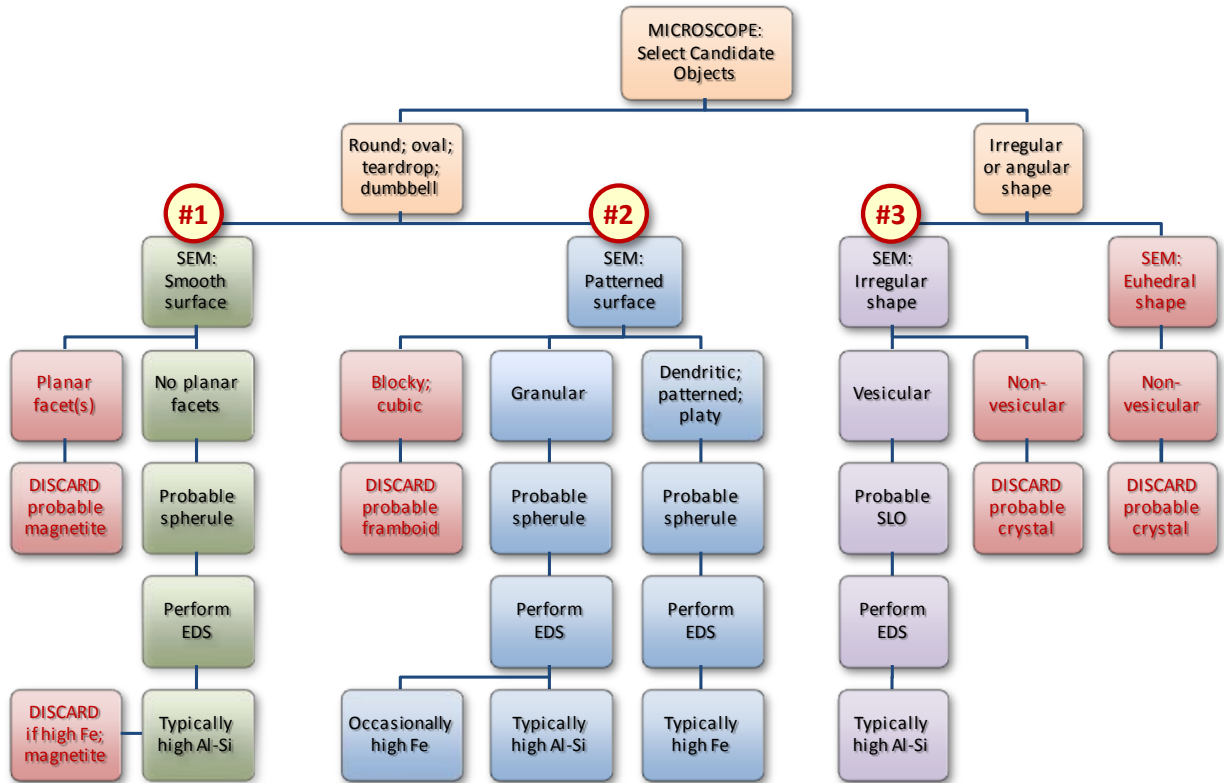 MICROSCOPE:
Select Candidate
Objects
Round; oval;
teardrop;
dumbbell
Irregular
or angular
shape
#1
#2
#3
SEM:
Smooth
surface
SEM:
Patterned
surface
SEM:
Irregular
shape
SEM:
Euhedral
shape
Planar
facet(s)
No planar
facets
Blocky;
cubic
Granular
Dendritic;
patterned;
platy
Vesicular
Non-
vesicular
Non-
vesicular
DISCARD
probable
magnetite
Probable
spherule
DISCARD
probable
framboid
Probable
spherule
Probable
spherule
Probable
SLO
DISCARD
probable
crystal
DISCARD
probable
crystal
Perform
EDS
Perform
EDS
Perform
EDS
Perform
EDS
DISCARD
if high Fe;
magnetite
Typically
high Al-Si
Occasionally
high Fe
Typically
high Al-Si
Typically
high Fe
Typically
high Al-Si